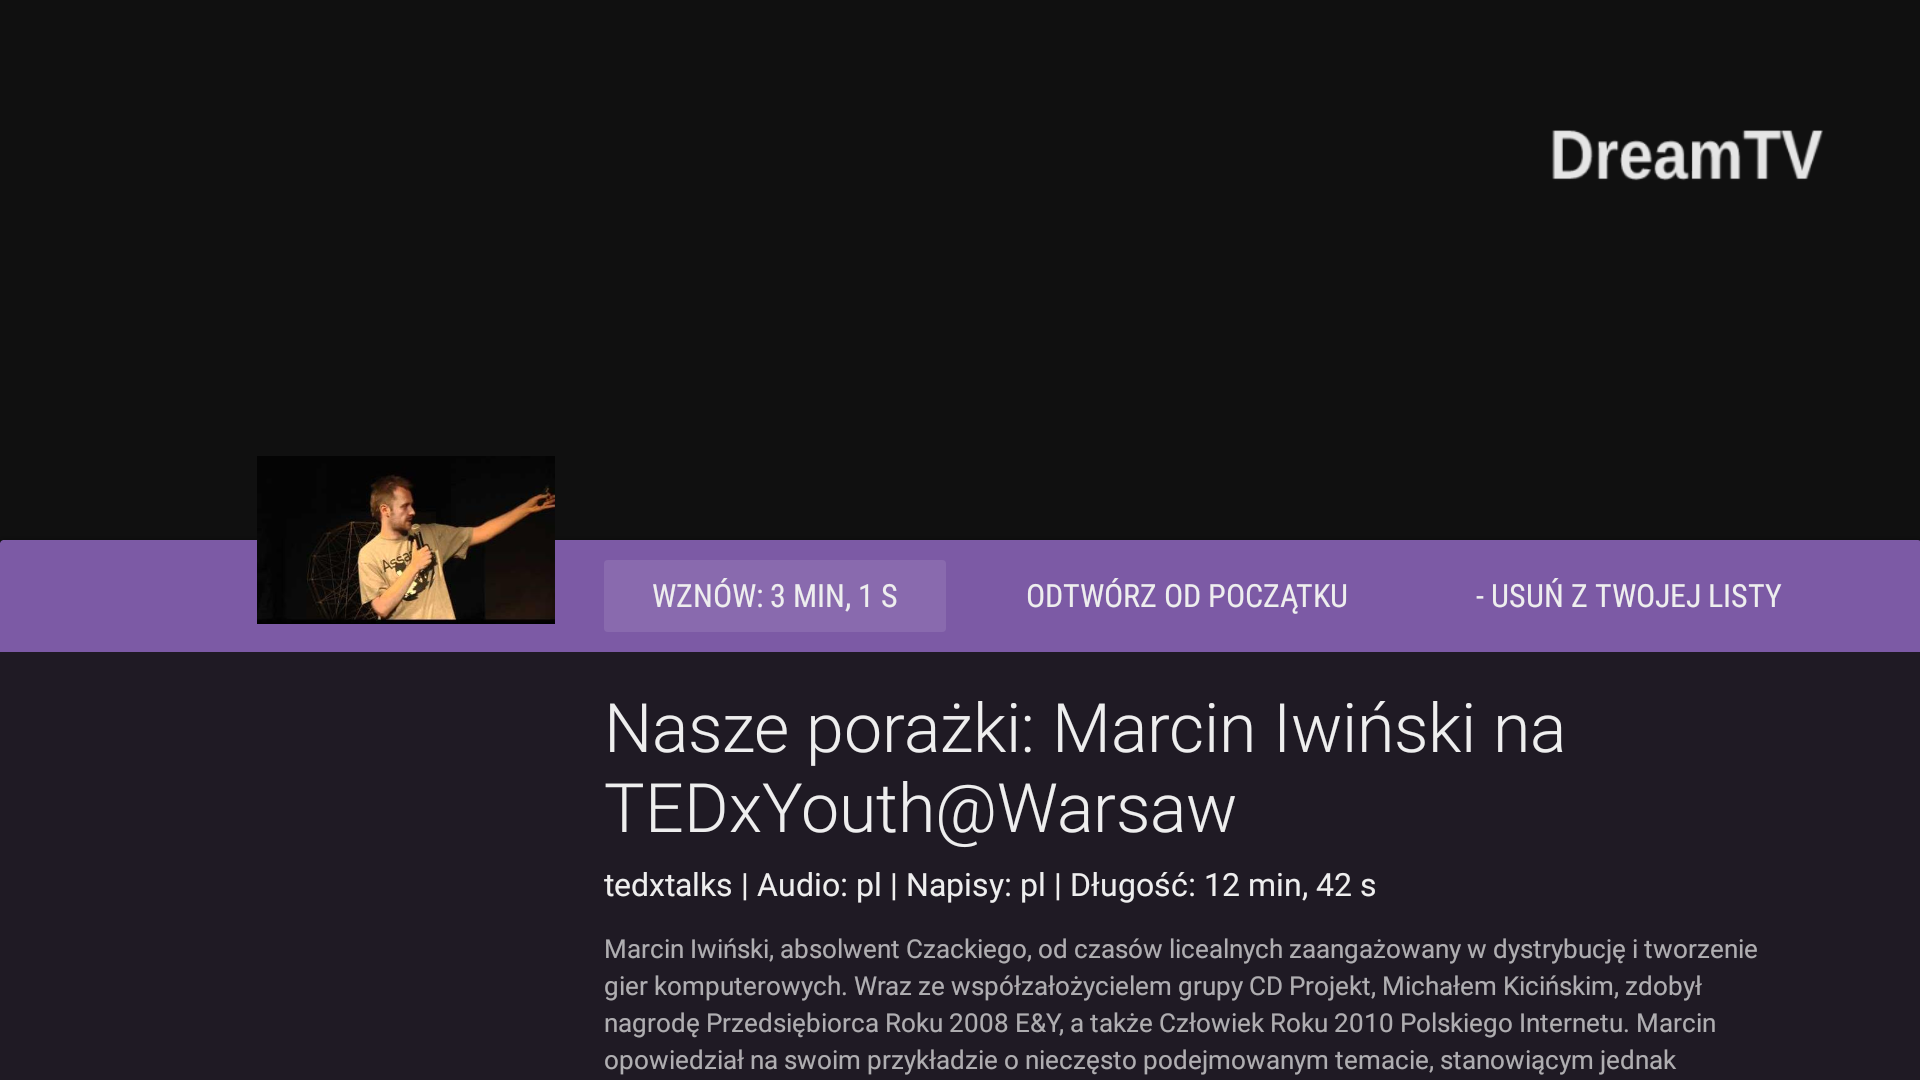 DreamTV
WZNÓW: 3 MIN, 1 S
ODTWÓRZ OD POCZĄTKU
- USUŃ Z TWOJEJ LISTY
Nasze porażki: Marcin Iwiński na
TEDxYouth@Warsaw
tedxtalks | Audio: pl | Napisy: pl | Długość: 12 min, 42 s
Marcin Iwiński, absolwent Czackiego, od czasów licealnych zaangażowany w dystrybucję i tworzenie
gier komputerowych. Wraz ze współzałożycielem grupy CD Projekt, Michałem Kicińskim, zdobył
nagrodę Przedsiębiorca Roku 2008 E&Y, a także Człowiek Roku 2010 Polskiego Internetu. Marcin
opowiedział na swoim przykładzie o nieczęsto podejmowanym temacie, stanowiącym jednak